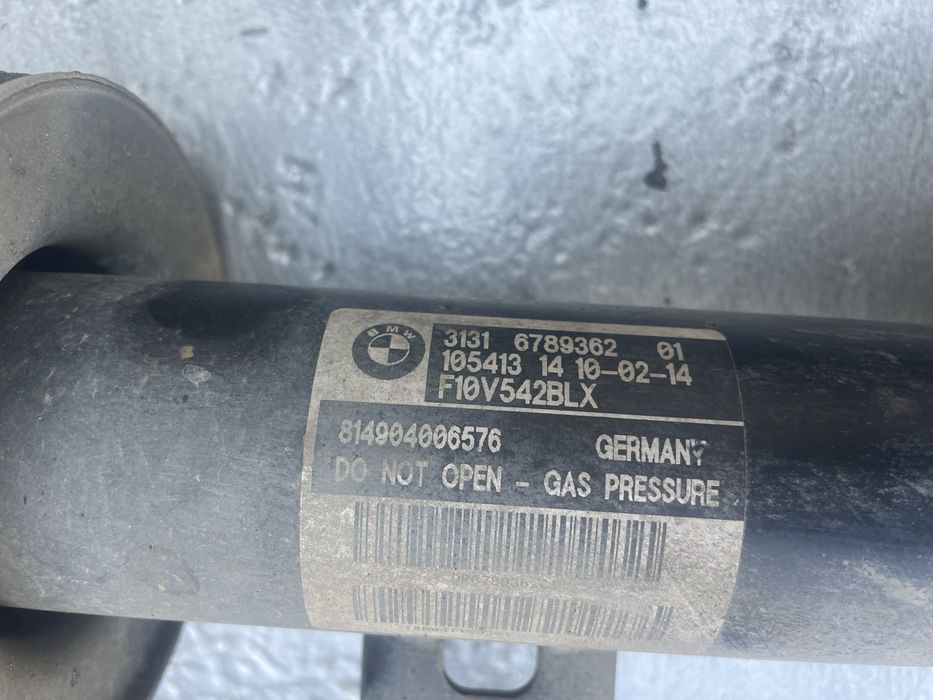 BMW
3131 6789362 01
105413 14 10-02-14
F10V542BLX
814904006576 GERMANY
DO NOT OPEN - GAS PRESSURE